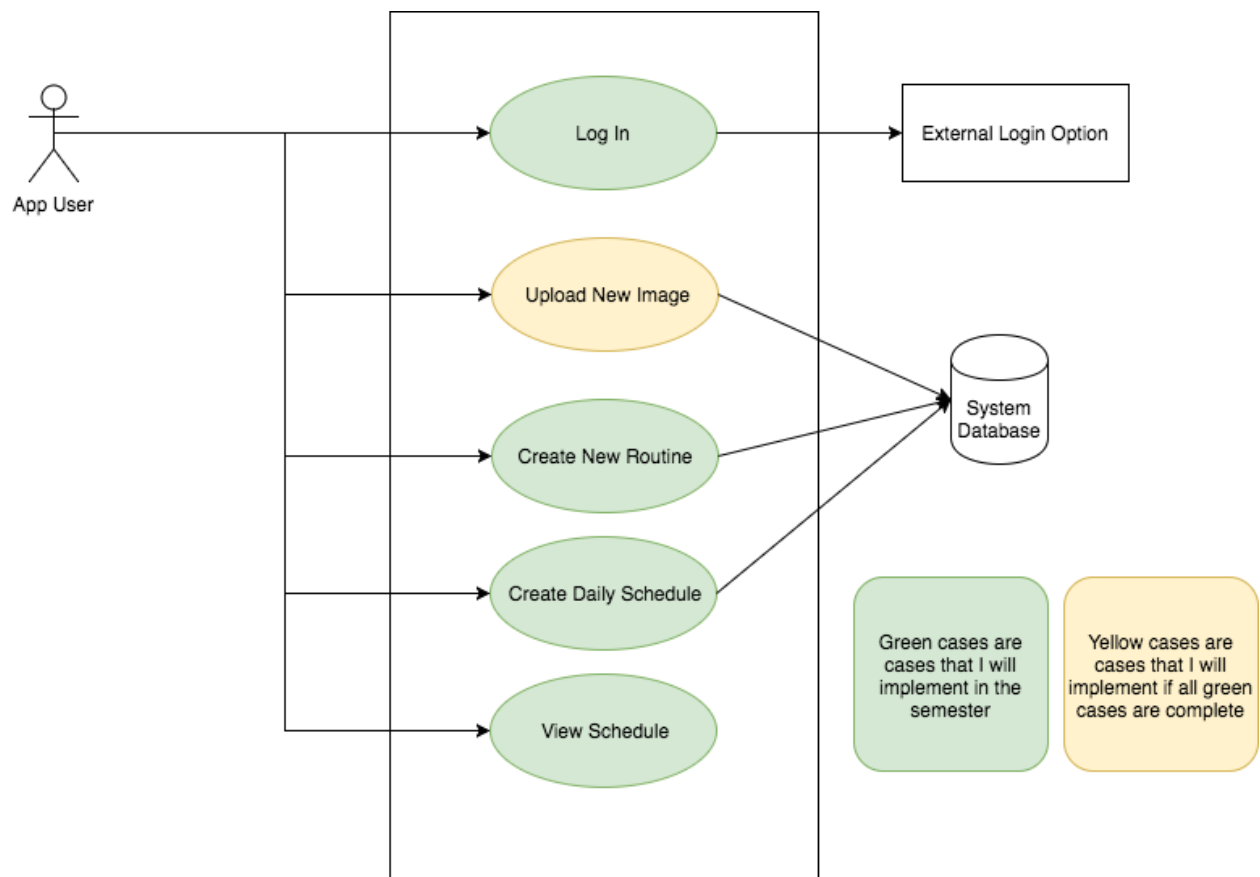 Log In
External Login Option
App User
Upload New Image
System
Database
Create New Routine
Create Daily Schedule
View Schedule
Green cases are
cases that I will
implement in the
semester
Yellow cases are
cases that I will
implement if all green
cases are complete